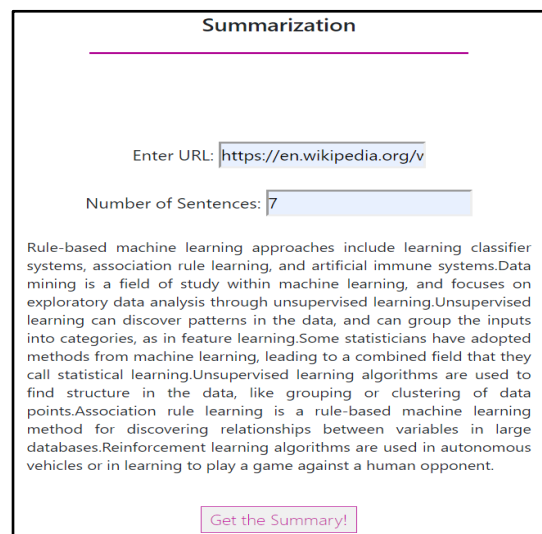 Summarization
Enter URL: https://en.wikipedia.org/v
Number of Sentences: 7
Rule-based machine learning approaches include learning classifier
systems, association rule learning, and artificial immune systems.Data
mining is a field of study within machine learning, and focuses on
exploratory data analysis through unsupervised learning.Unsupervised
learning can discover patterns in the data, and can group the inputs
into categories, as in feature learning.Some statisticians have adopted
methods from machine learning, leading to a combined field that they
call statistical learning.Unsupervised learning algorithms are used to
find structure in the data, like grouping or clustering of data
points.Association rule learning is a rule-based machine learning
method for discovering relationships between variables in large
databases.Reinforcement learning algorithms are used in autonomous
vehicles or in learning to play a game against a human opponent.
Get the Summary!